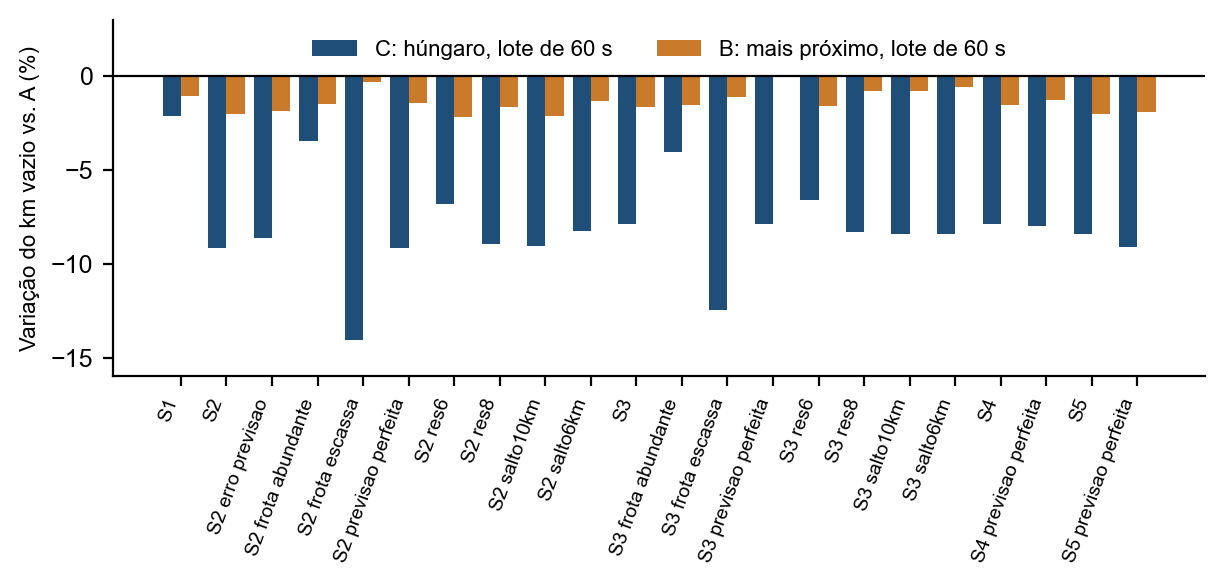 C: húngaro, lote de 60 s
B: mais próximo, lote de 60 s
Variação do km vazio vs. A (%)
0
−5
−10
−15
S1
S2
S2 erro previsao
S2 frota abundante
S2 frota escassa
S2 previsao perfeita
S2 res6
S2 res8
S2 salto10km
S2 salto6km
S3
S3 frota abundante
S3 frota escassa
S3 previsao perfeita
S3 res6
S3 res8
S3 salto10km
S3 salto6km
S4
S4 previsao perfeita
S5
S5 previsao perfeita